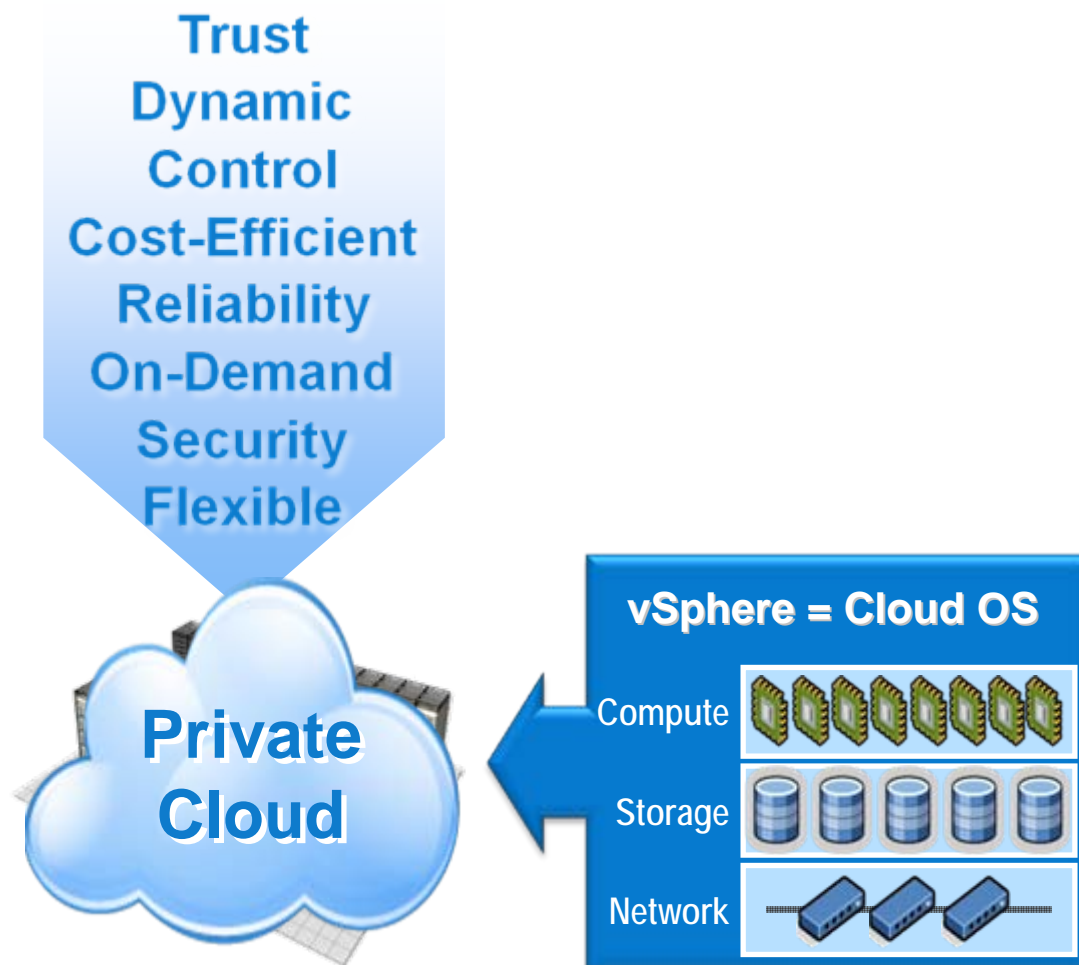 Trust
Dynamic
Control
Cost-Efficient
Reliability
On-Demand
Security
Flexible
Private
Cloud
vSphere = Cloud OS
Compute
Storage
Network